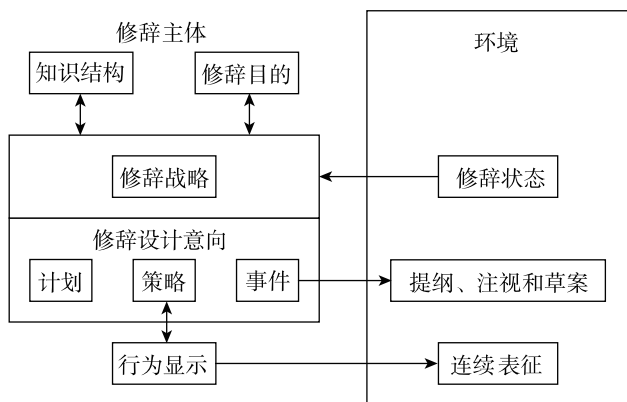 修辞主体
环境
知识结构
修辞目的
修辞战略
修辞状态
修辞设计意向
计划
策略
事件
提纲、注视和草案
行为显示
连续表征